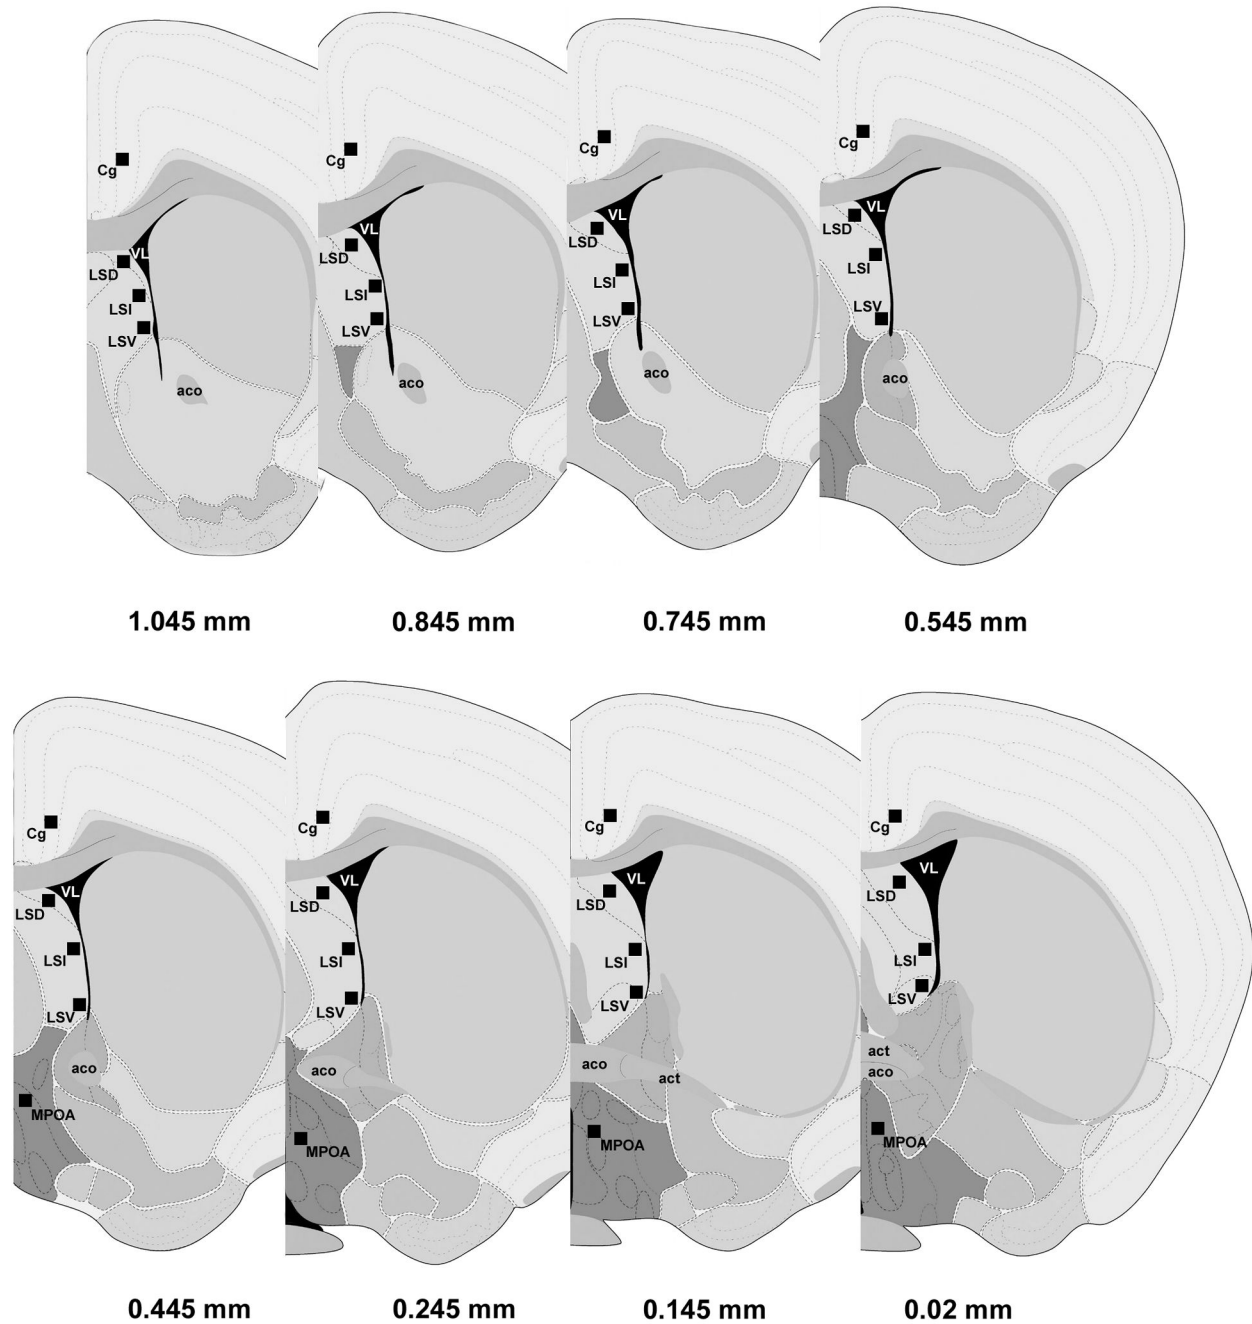 Cg
VL
LSD
LSI
LSV
aco
Cg
VL
LSD
LSI
LSV
aco
Cg
VL
LSD
LSI
LSV
aco
Cg
VL
LSD
LSI
LSV
aco
1.045 mm
0.845 mm
0.745 mm
0.545 mm
Cg
VL
LSD
LSI
LSV
aco
MPOA
Cg
VL
LSD
LSI
LSV
aco
MPOA
Cg
VL
LSD
LSI
LSV
aco
act
MPOA
Cg
VL
LSD
LSI
LSV
act
aco
MPOA
0.445 mm
0.245 mm
0.145 mm
0.02 mm